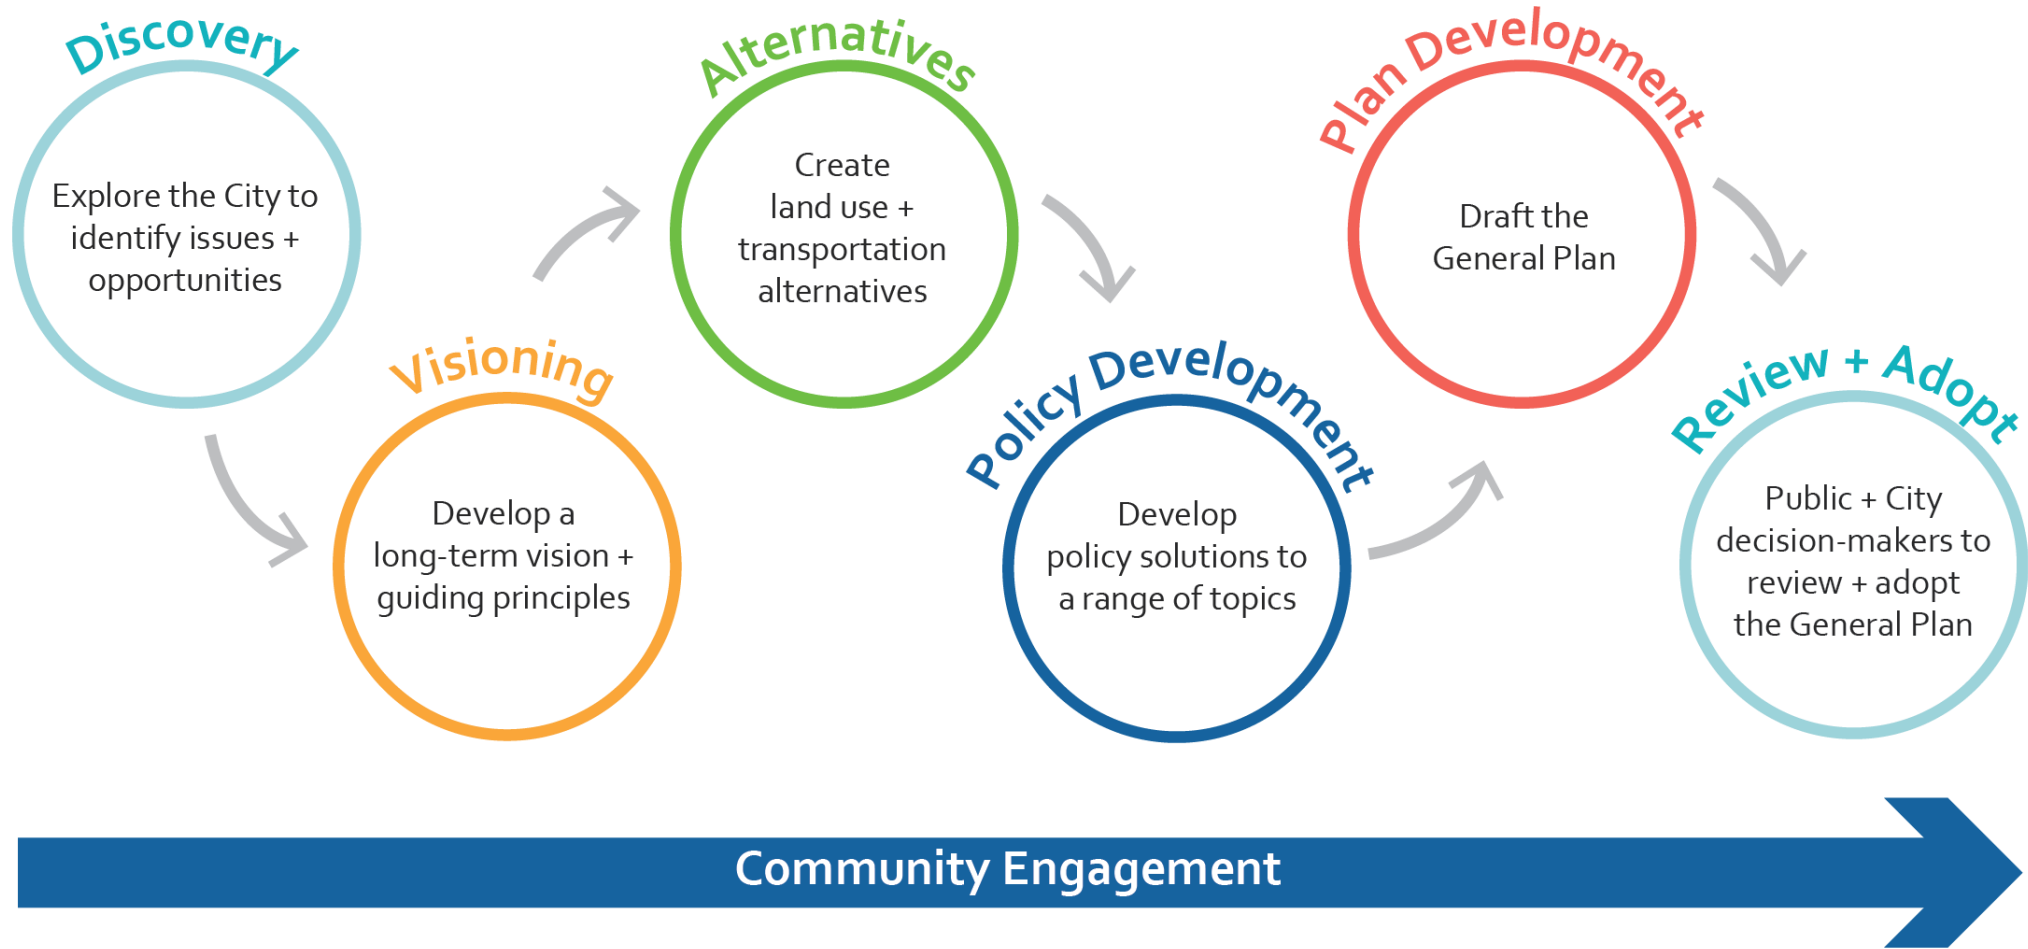 Discovery
Explore the City to
identify issues +
opportunities
Visioning
Develop a
long-term vision +
guiding principles
Alternatives
Create
land use +
transportation
alternatives
Policy Development
Develop
policy solutions to
a range of topics
Plan Development
Draft the
General Plan
Review + Adopt
Public + City
decision-makers to
review + adopt
the General Plan
Community Engagement